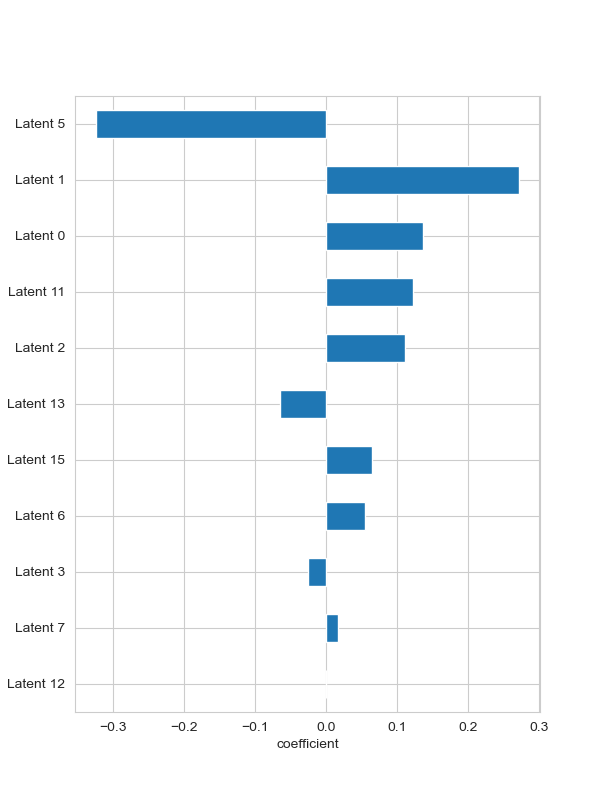 Latent 5
Latent 1
Latent 0
Latent 11
Latent 2
Latent 13
Latent 15
Latent 6
Latent 3
Latent 7
Latent 12
−0.3 −0.2 −0.1 0.0 0.1 0.2 0.3
coefficient